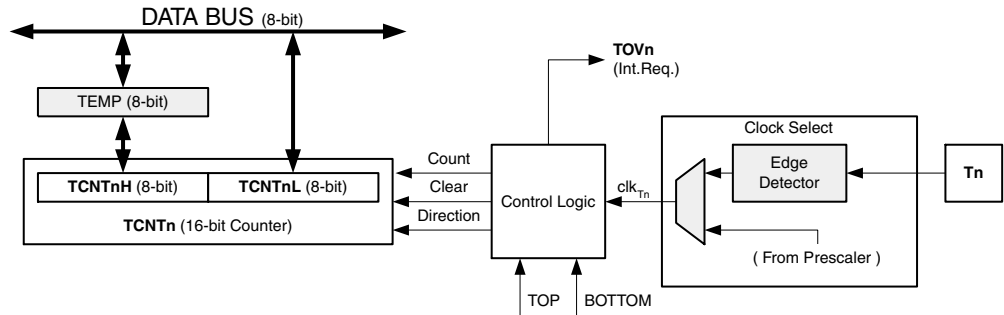 DATA BUS (8-bit)
TOVn
(Int.Req.)
TEMP (8-bit)
Clock Select
Count
Edge
Detector
Tn
TCNTnH (8-bit)
TCNTnL (8-bit)
Clear
Control Logic
clkTn
TCNTn (16-bit Counter)
Direction
( From Prescaler )
TOP
BOTTOM